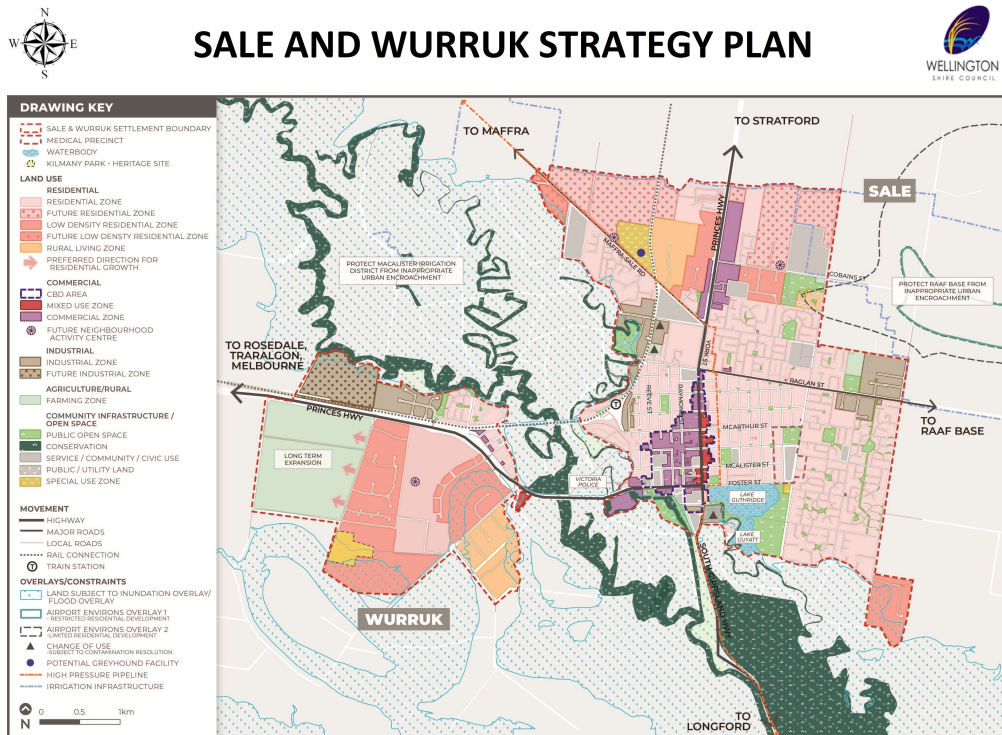 N
W E
S
SALE AND WURRUK STRATEGY PLAN
WELLINGTON
SHIRE COUNCIL
DRAWING KEY
SALE & WURRUK SETTLEMENT BOUNDARY
MEDICAL PRECINCT
WATERBODY
KILMANY PARK - HERITAGE SITE
LAND USE
RESIDENTIAL
RESIDENTIAL ZONE
FUTURE RESIDENTIAL ZONE
LOW DENSITY RESIDENTIAL ZONE
FUTURE LOW DENSTY RESIDENTIAL ZONE
RURAL LIVING ZONE
PREFERRED DIRECTION FOR
RESIDENTIAL GROWTH
COMMERCIAL
CBD AREA
MIXED USE ZONE
COMMERCIAL ZONE
FUTURE NEIGHBOURHOOD
ACTIVITY CENTRE
INDUSTRIAL
INDUSTRIAL ZONE
FUTURE INDUSTRIAL ZONE
AGRICULTURE/RURAL
FARMING ZONE
COMMUNITY INFRASTRUCTURE /
OPEN SPACE
PUBLIC OPEN SPACE
CONSERVATION
SERVICE / COMMUNITY / CIVIC USE
PUBLIC / UTILITY LAND
SPECIAL USE ZONE
MOVEMENT
HIGHWAY
MAJOR ROADS
LOCAL ROADS
RAIL CONNECTION
T TRAIN STATION
OVERLAYS/CONSTRAINTS
LAND SUBJECT TO INUNDATION OVERLAY/
FLOOD OVERLAY
AIRPORT ENVIRONS OVERLAY 1
- RESTRICTED RESIDENTIAL DEVELOPMENT
AIRPORT ENVIRONS OVERLAY 2
-LIMITED RESIDENTIAL DEVELOPMENT
CHANGE OF USE
-SUBJECT TO CONTAMINATION RESOLUTION
POTENTIAL GREYHOUND FACILITY
HIGH PRESSURE PIPELINE
IRRIGATION INFRASTRUCTURE
N
0 0.5 1km
TO MAFFRA
TO STRATFORD
SALE
PRINCES HWY
MAFFRA-SALE RD
PROTECT MACALISTER IRRIGATION
DISTRICT FROM INAPPROPRIATE
URBAN ENCROACHMENT
COBAINS ST
PROTECT RAAF BASE FROM
INAPPROPRIATE URBAN
ENCROACHMENT
TO ROSEDALE,
TRARALGON,
MELBOURNE
YORK ST
RAGLAN ST
REEVE ST
RAYMOND ST
T
PRINCES HWY
MCARTHUR ST
TO
RAAF BASE
LONG TERM
EXPANSION
MCALISTER ST
VICTORIA
POLICE
FOSTER ST
LAKE
GUTHRIDGE
LAKE
GUYATT
SOUTH GIPPSLAND HWY
WURRUK
TO
LONGFORD